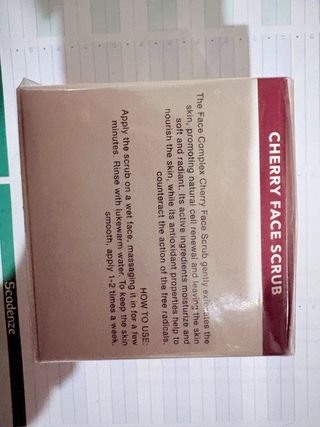 CHERRY FACE SCRUB
The Face Complex Cherry Face Scrub gently exfoliates the
skin, promoting natural cell renewal and leaving the skin
soft and radiant. Its active ingredients moisturize and
nourish the skin, while its antioxidant properties help to
counteract the action of the free radicals.
HOW TO USE:
Apply the scrub on a wet face, massaging it in for a few
minutes. Rinse with lukewarm water. To keep the skin
smooth, apply 1-2 times a week.